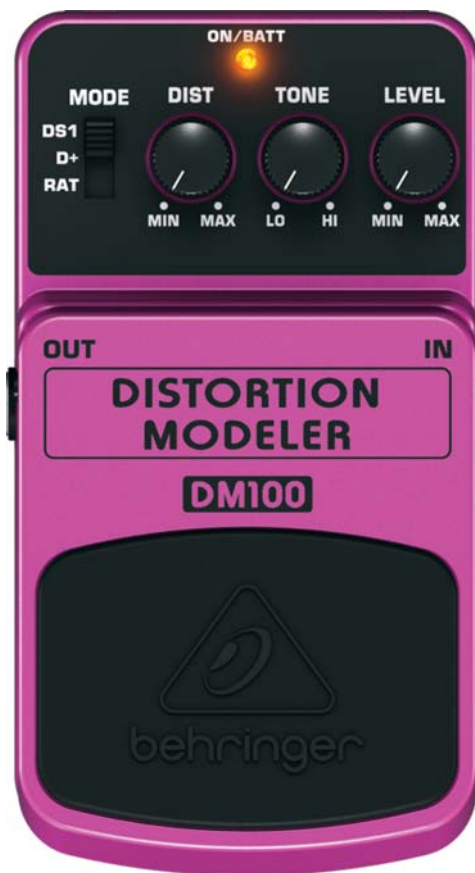 ON/BATT
MODE DIST TONE LEVEL
DS1
D+
RAT
MIN MAX LO HI MIN MAX
OUT IN
DISTORTION
MODELER
DM100
behringer